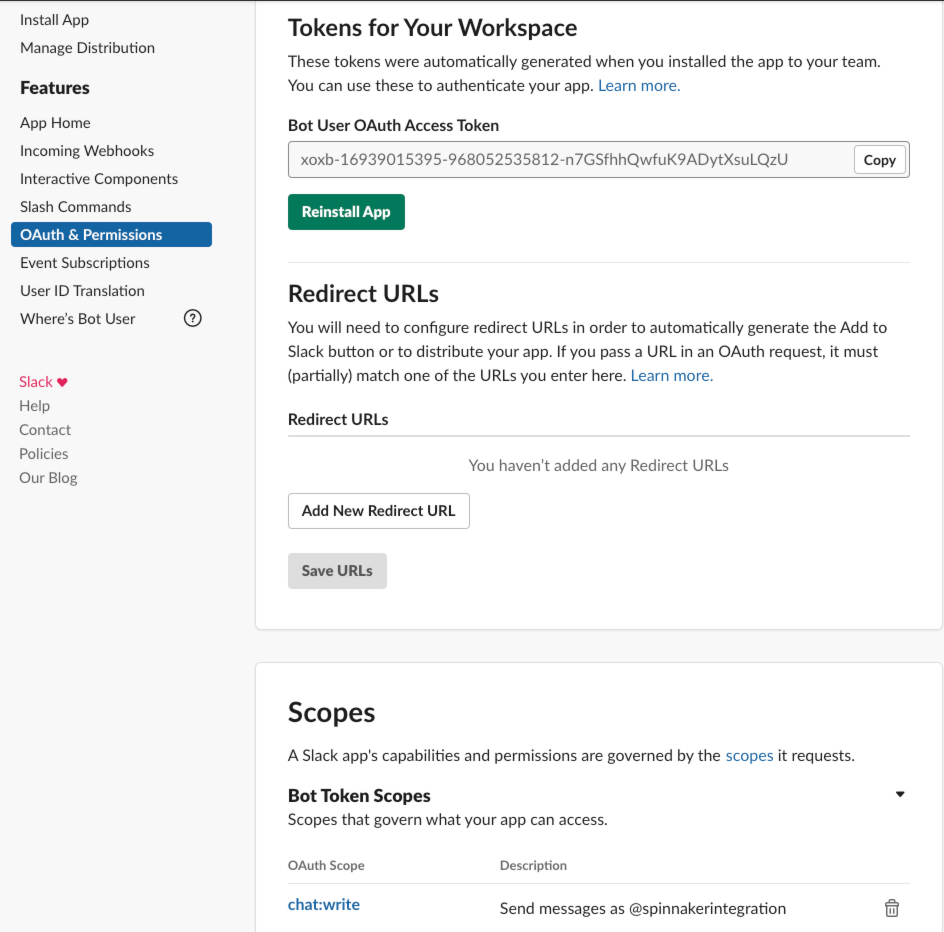 Install App
Manage Distribution
Features
App Home
Incoming Webhooks
Interactive Components
Slash Commands
OAuth & Permissions
Event Subscriptions
User ID Translation
Where's Bot User
?
Slack
Help
Contact
Policies
Our Blog
Tokens for Your Workspace
These tokens were automatically generated when you installed the app to your team.
You can use these to authenticate your app. Learn more.
Bot User OAuth Access Token
xoxb-16939015395-968052535812-n7GSfhhQwfuK9ADytXsuLQzU
Copy
Reinstall App
Redirect URLs
You will need to configure redirect URLs in order to automatically generate the Add to
Slack button or to distribute your app. If you pass a URL in an OAuth request, it must
(partially) match one of the URLs you enter here. Learn more.
Redirect URLs
You haven't added any Redirect URLs
Add New Redirect URL
Save URLs
Scopes
A Slack app's capabilities and permissions are governed by the scopes it requests.
Bot Token Scopes
Scopes that govern what your app can access.
OAuth Scope Description
chat:write Send messages as @spinnakerintegration